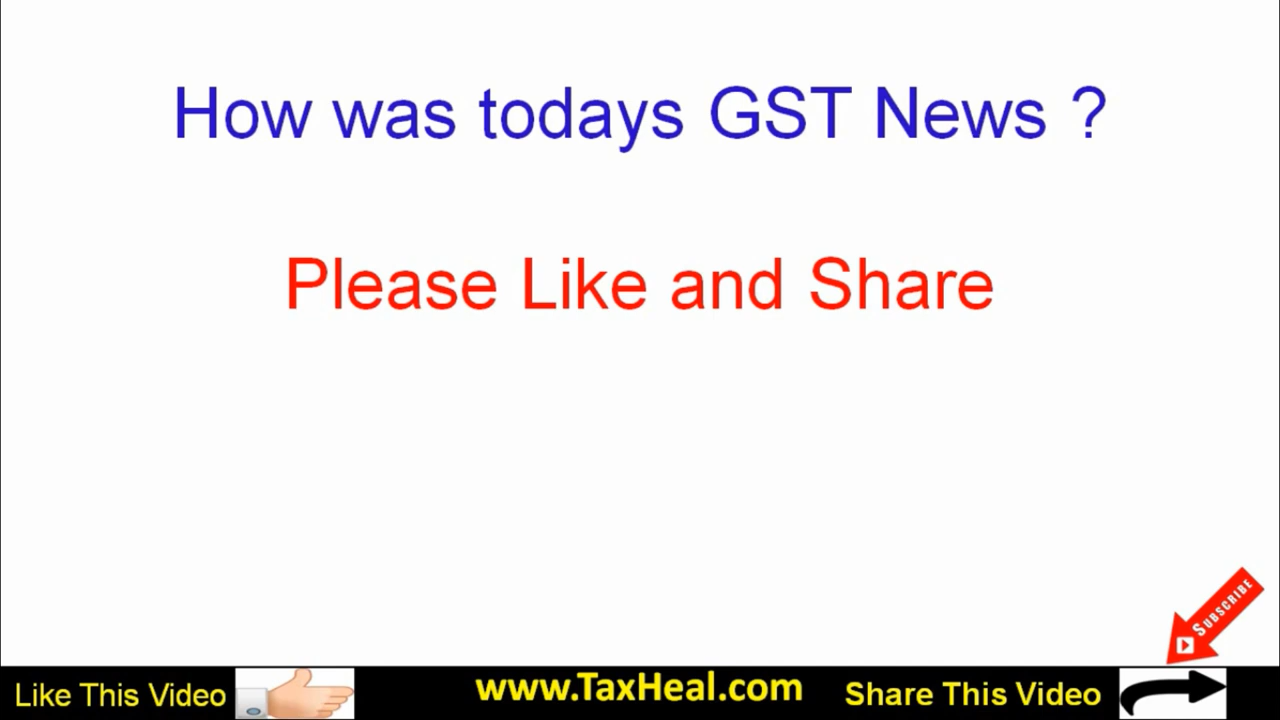 How was todays GST News ?
Please Like and Share
SUBSCRIBE
Like This Video
www.TaxHeal.com
Share This Video